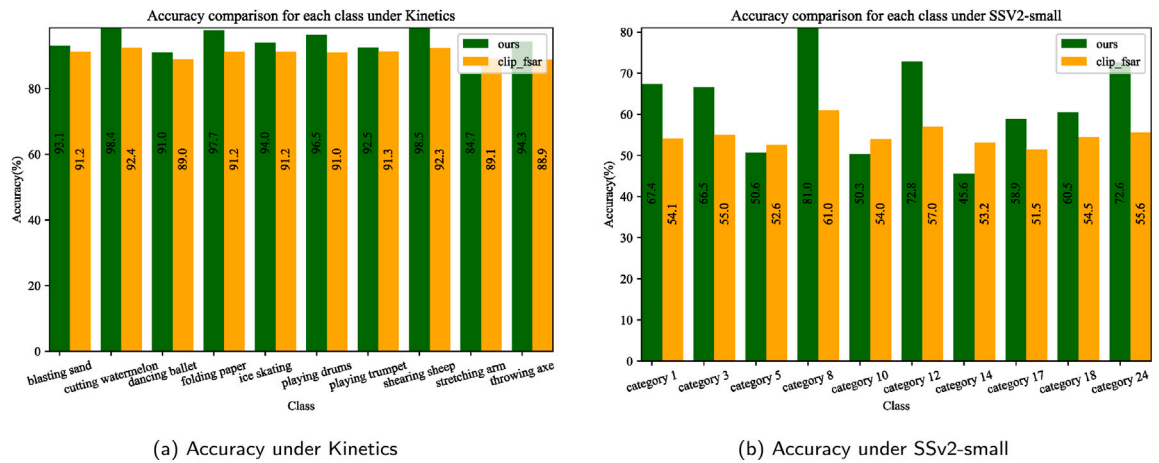 Accuracy comparison for each class under Kinetics
ours
clip_fsar
Accuracy(%)
80
60
40
20
0
93.1
91.2
98.4
92.4
91.0
89.0
97.7
91.2
94.0
91.2
96.5
91.0
92.5
91.3
98.5
92.3
84.7
89.1
94.3
88.9
blasting sand
cutting watermelon
dancing ballet
folding paper
ice skating
playing drums
playing trumpet
shearing sheep
stretching arm
throwing axe
Class
(a) Accuracy under Kinetics
Accuracy comparison for each class under SSV2-small
ours
clip_fsar
Accuracy(%)
80
70
60
50
40
30
20
10
0
67.4
54.1
66.5
55.0
50.6
52.6
81.0
61.0
50.3
54.0
72.8
57.0
45.6
53.2
58.9
51.5
60.5
54.5
72.6
55.6
category 1
category 3
category 5
category 8
category 10
category 12
category 14
category 17
category 18
category 24
Class
(b) Accuracy under SSv2-small